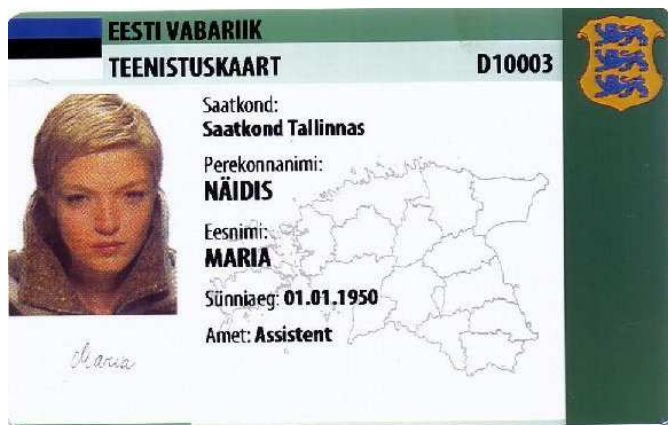 EESTI VABARIIK
TEENISTUSKAART D10003
Saatkond:
Saatkond Tallinnas
Perekonnanimi:
NÄIDIS
Eesnimi:
MARIA
Sünniaeg: 01.01.1950
Amet: Assistent
Maria